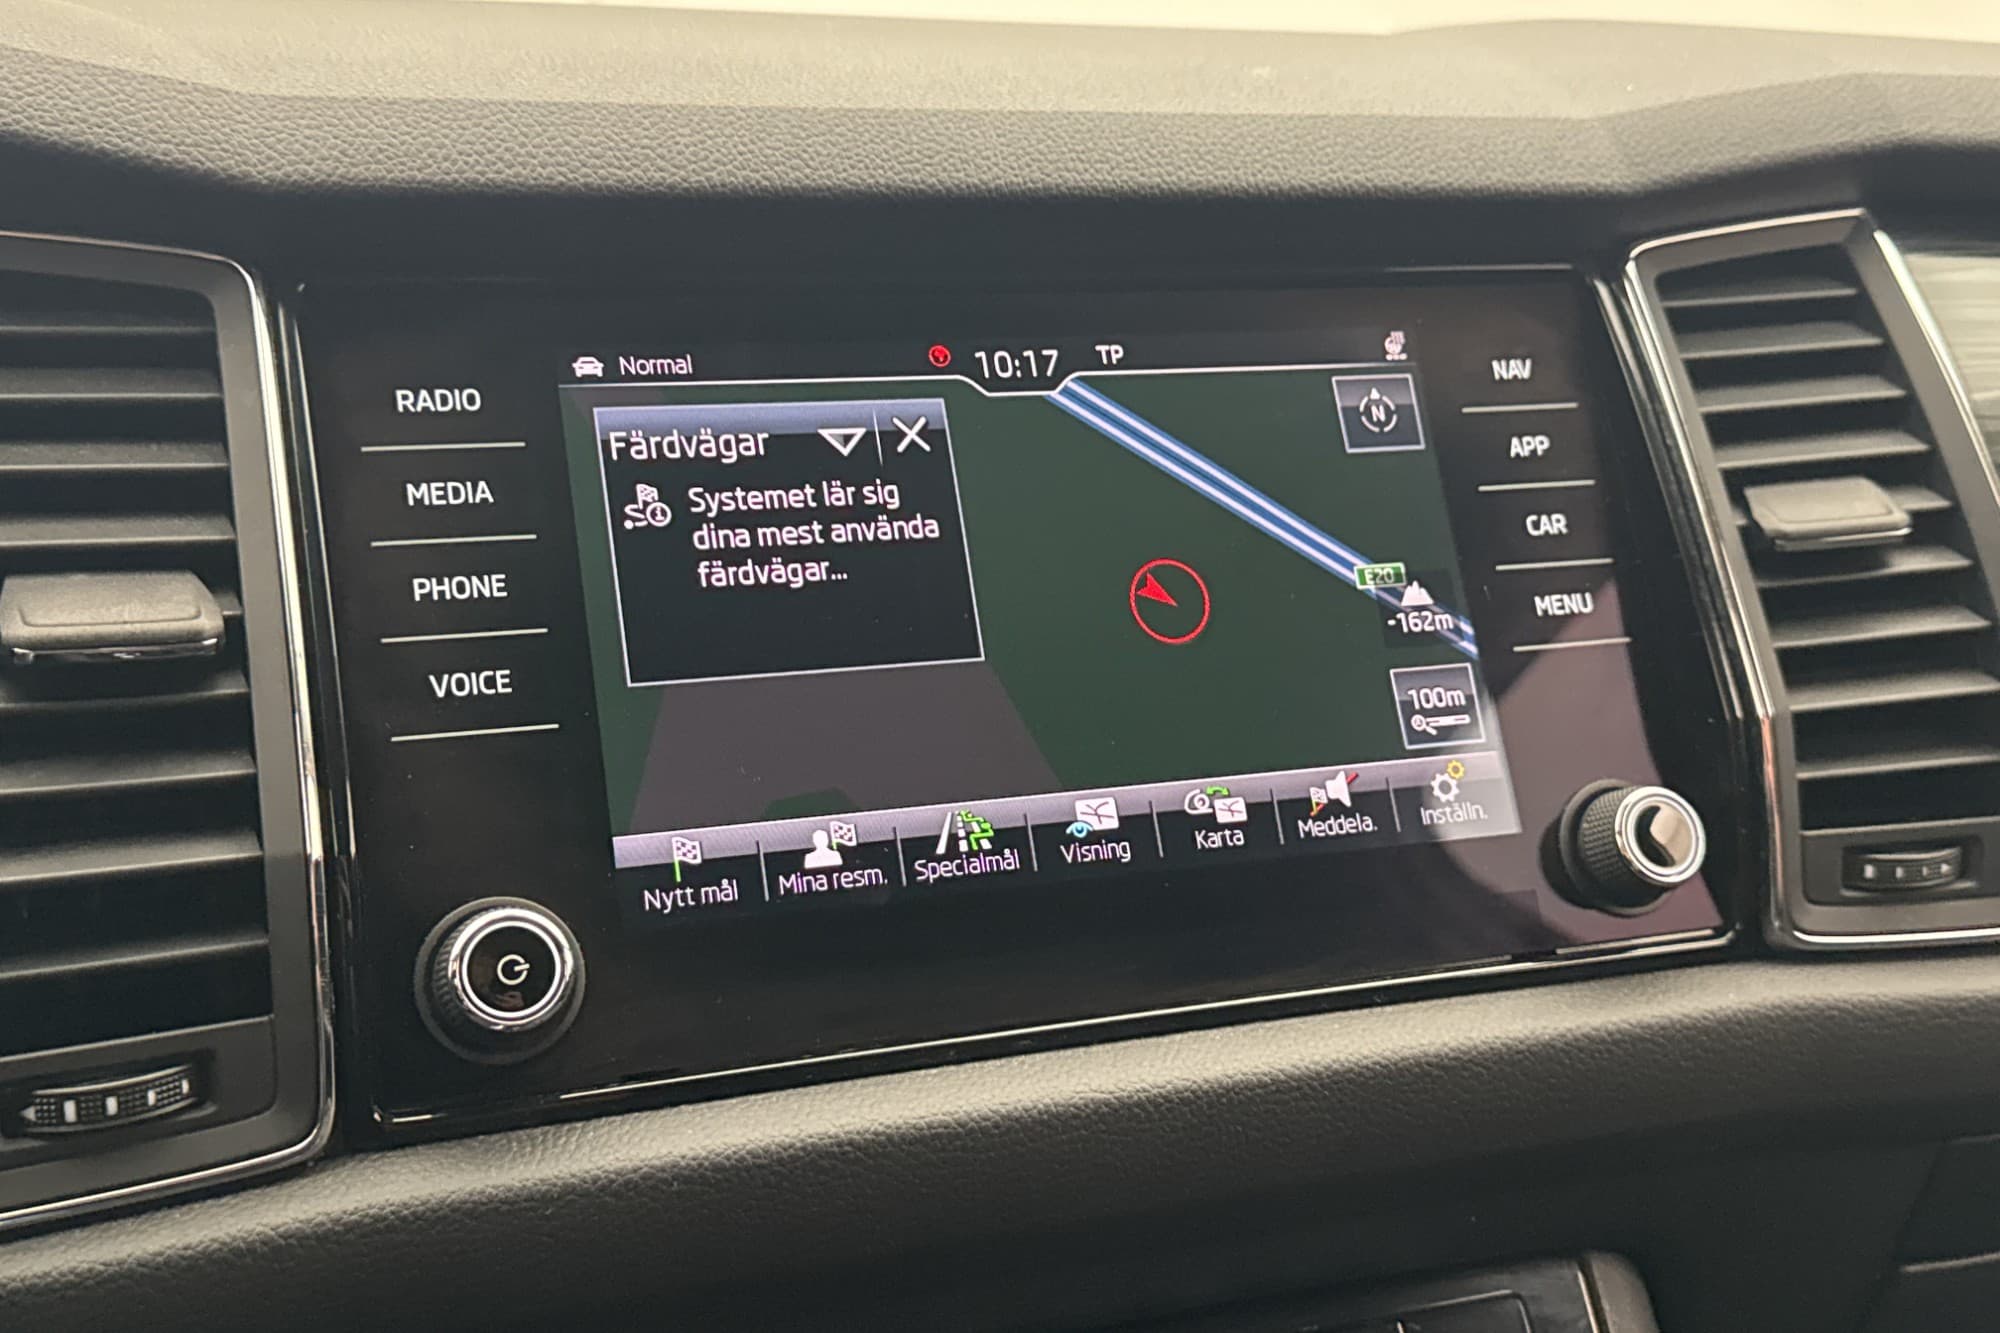 Normal
10:17
TP
RADIO
MEDIA
PHONE
VOICE
NAV
APP
CAR
MENU
Färdvägar
Systemet lär sig
dina mest använda
färdvägar...
N
E20
-162m
100m
Nytt mål
Mina resm.
Specialmål
Visning
Karta
Meddela.
Inställn.